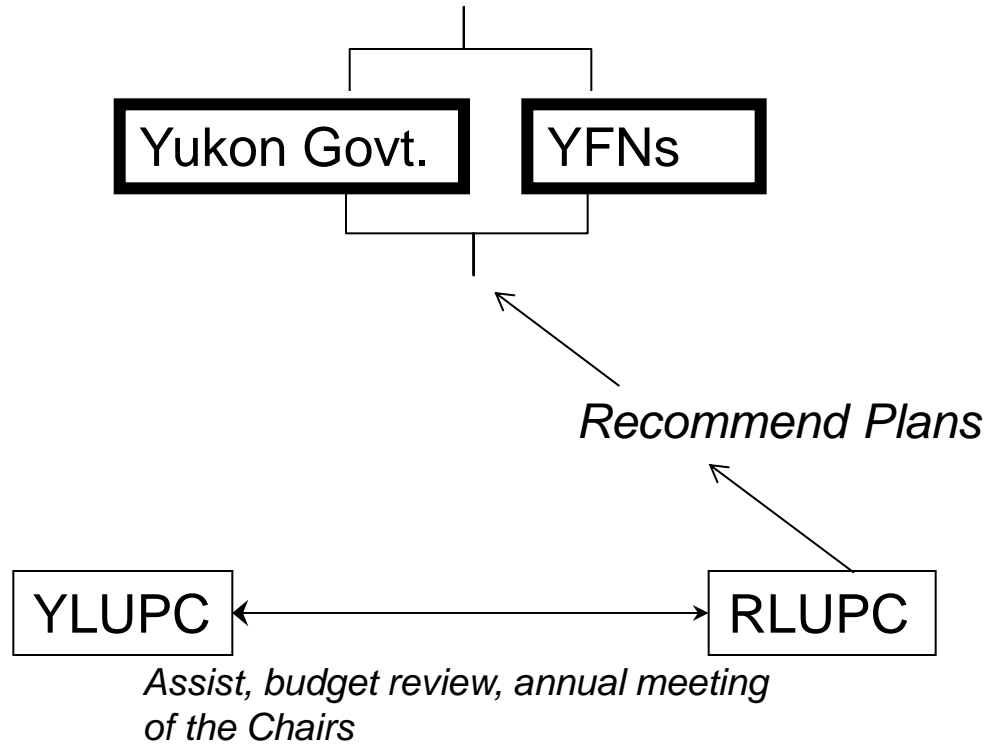 Yukon Govt.
YFNs
Recommend Plans
YLUPC
RLUPC
Assist, budget review, annual meeting
of the Chairs